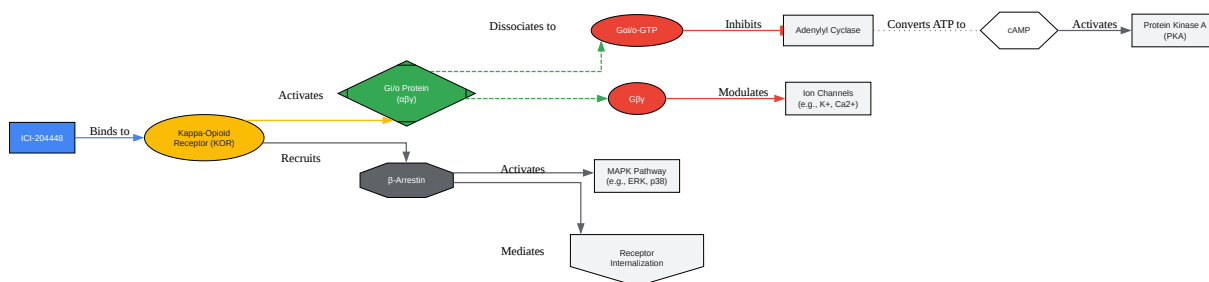 Dissociates to
Gαi/o-GTP
Inhibits
Adenylyl Cyclase
Converts ATP to
cAMP
Activates
Protein Kinase A
(PKA)
Gi/o Protein
(αβγ)
Activates
Gβγ
Modulates
Ion Channels
(e.g., K+, Ca2+)
ICI-204448
Binds to
Kappa-Opioid
Receptor (KOR)
Recruits
β-Arrestin
Activates
MAPK Pathway
(e.g., ERK, p38)
Mediates
Receptor
Internalization